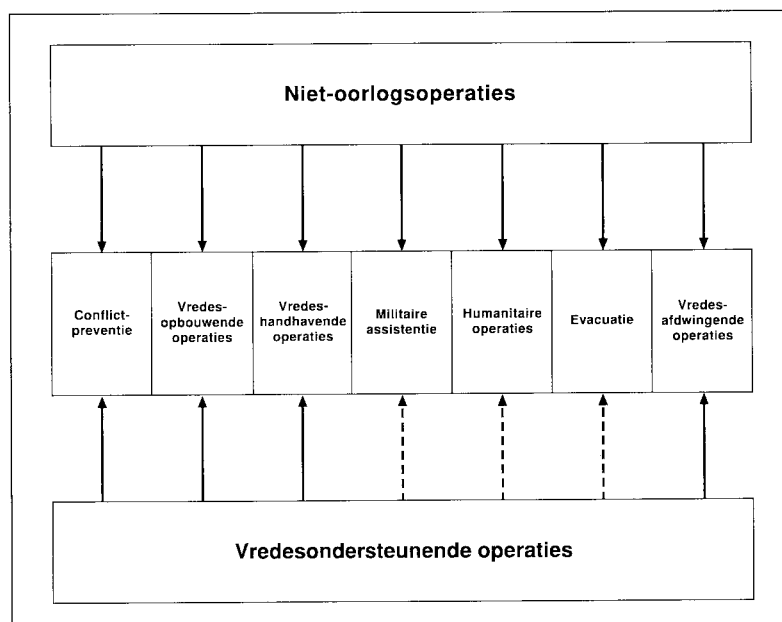 Niet-oorlogsoperaties
Conflict-
preventie
Vredes-
opbouwende
operaties
Vredes-
handhavende
operaties
Militaire
assistentie
Humanitaire
operaties
Evacuatie
Vredes-
afdwingende
operaties
Vredesondersteunende operaties